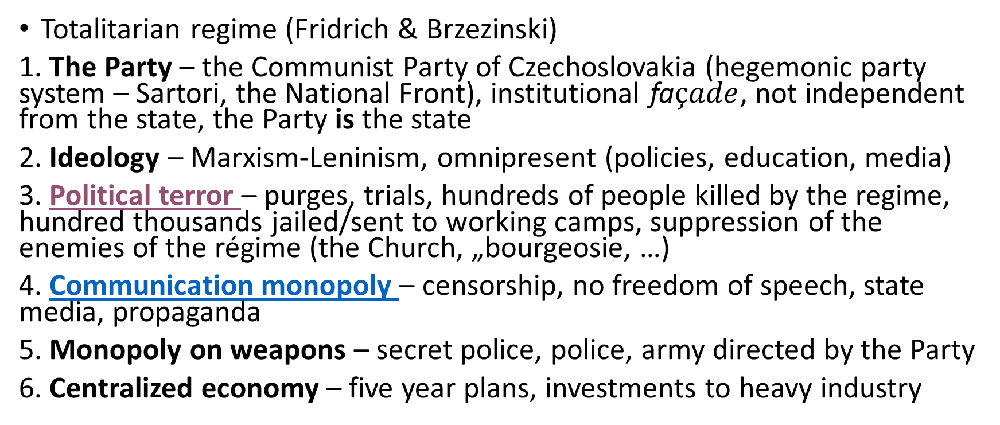 • Totalitarian regime (Fridrich & Brzezinski)
1. The Party – the Communist Party of Czechoslovakia (hegemonic party
system – Sartori, the National Front), institutional façade, not independent
from the state, the Party is the state
2. Ideology – Marxism-Leninism, omnipresent (policies, education, media)
3. Political terror – purges, trials, hundreds of people killed by the regime,
hundred thousands jailed/sent to working camps, suppression of the
enemies of the régime (the Church, „bourgeosie, …)
4. Communication monopoly – censorship, no freedom of speech, state
media, propaganda
5. Monopoly on weapons – secret police, police, army directed by the Party
6. Centralized economy – five year plans, investments to heavy industry